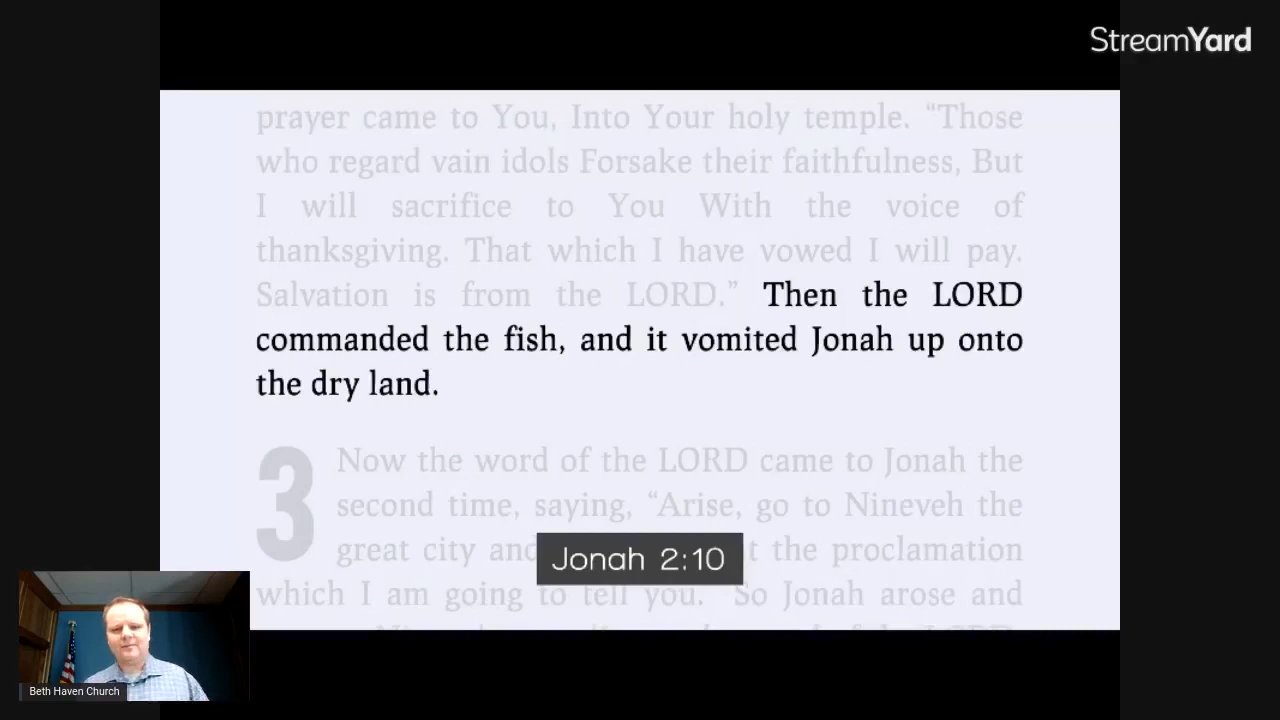 StreamYard
prayer came to You, Into Your holy temple. “Those
who regard vain idols Forsake their faithfulness, But
I will sacrifice to You With the voice of
thanksgiving. That which I have vowed I will pay.
Salvation is from the LORD.” Then the LORD
commanded the fish, and it vomited Jonah up onto
the dry land.
3 Now the word of the LORD came to Jonah the
second time, saying, “Arise, go to Nineveh the
great city and the proclamation
which I am going to tell you.” So Jonah arose and
Jonah 2:10
Beth Haven Church